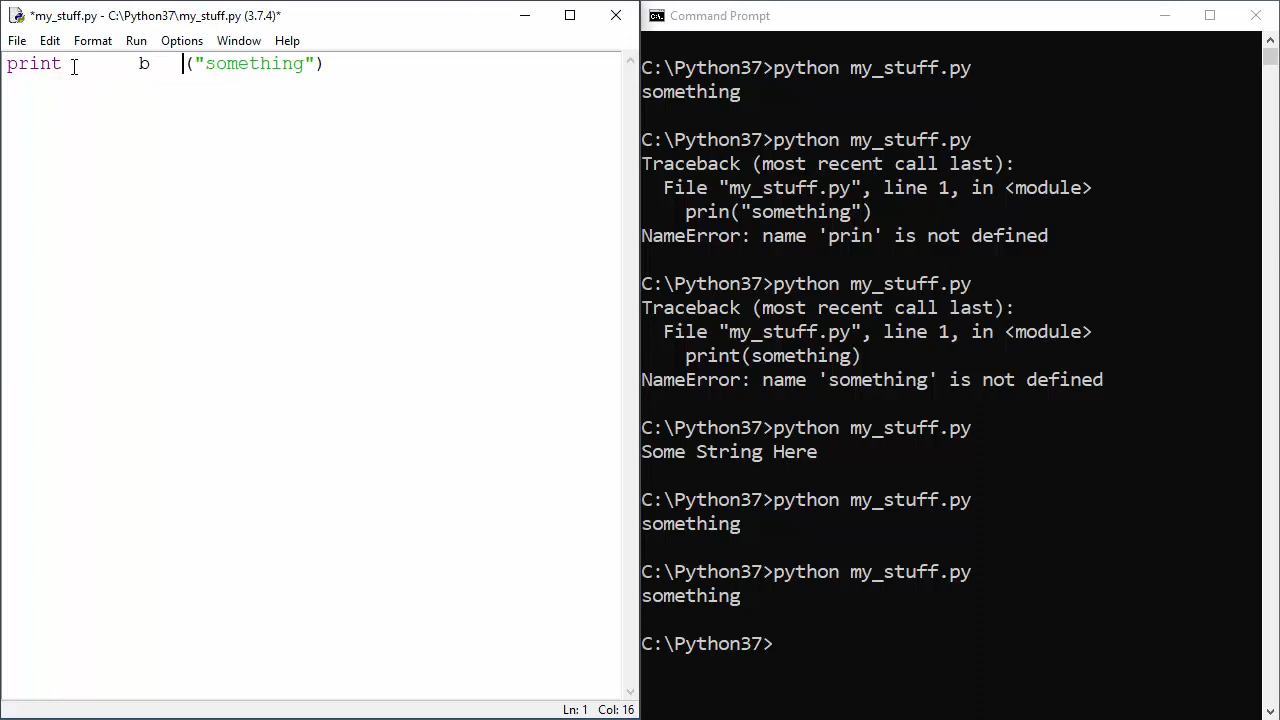 *my_stuff.py - C:\Python37\my_stuff.py (3.7.4)*
File Edit Format Run Options Window Help
print       b   ("something")
Ln: 1 Col: 16
Command Prompt
C:\Python37>python my_stuff.py
something
C:\Python37>python my_stuff.py
Traceback (most recent call last):
  File "my_stuff.py", line 1, in <module>
    prin("something")
NameError: name 'prin' is not defined
C:\Python37>python my_stuff.py
Traceback (most recent call last):
  File "my_stuff.py", line 1, in <module>
    print(something)
NameError: name 'something' is not defined
C:\Python37>python my_stuff.py
Some String Here
C:\Python37>python my_stuff.py
something
C:\Python37>python my_stuff.py
something
C:\Python37>